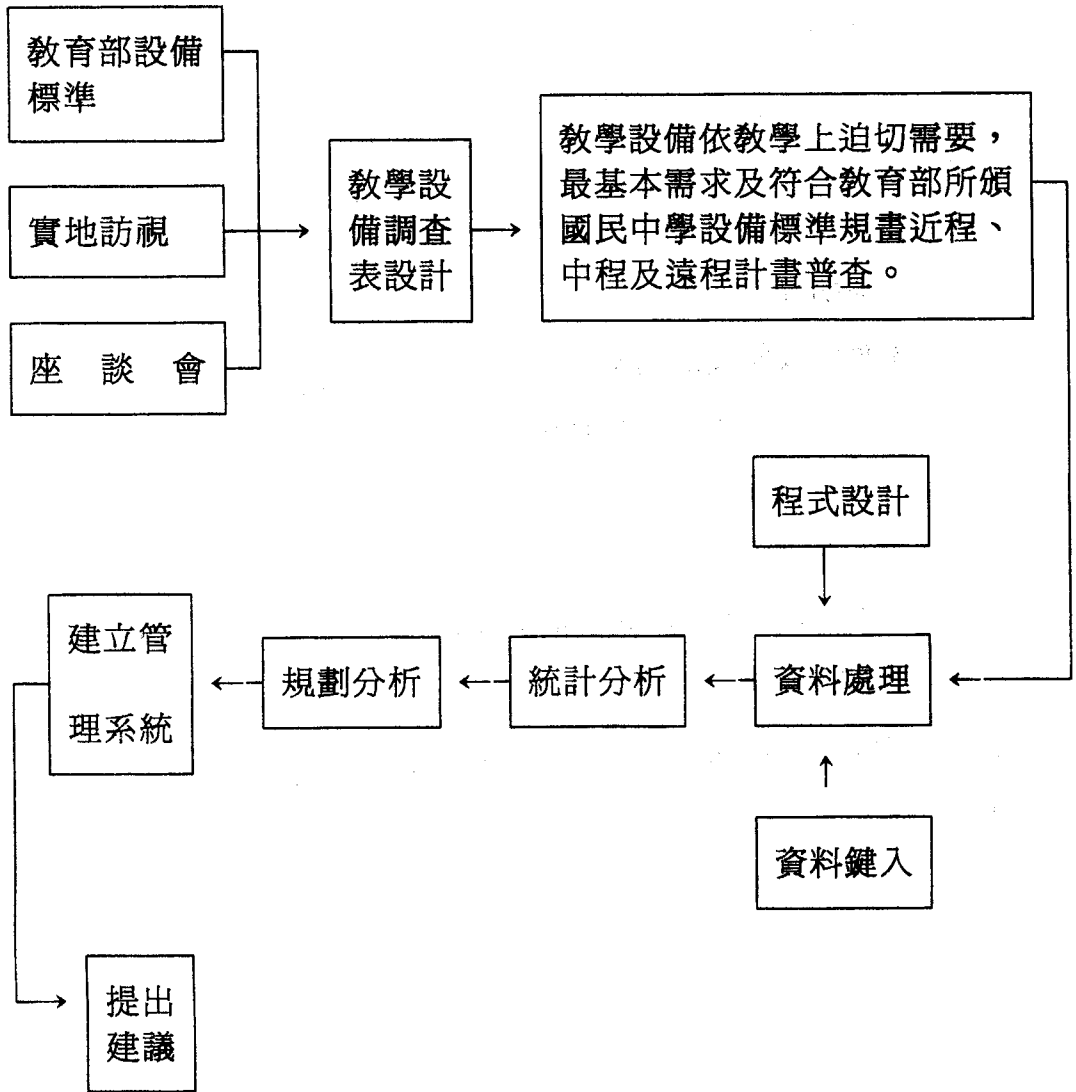 教育部設備
標準
實地訪視
座談會
教學設
備調查
表設計
教學設備依教學上迫切需要，
最基本需求及符合教育部所頒
國民中學設備標準規畫近程、
中程及遠程計畫普查。
程式設計
資料處理
資料鍵入
統計分析
規劃分析
建立管
理系統
提出
建議